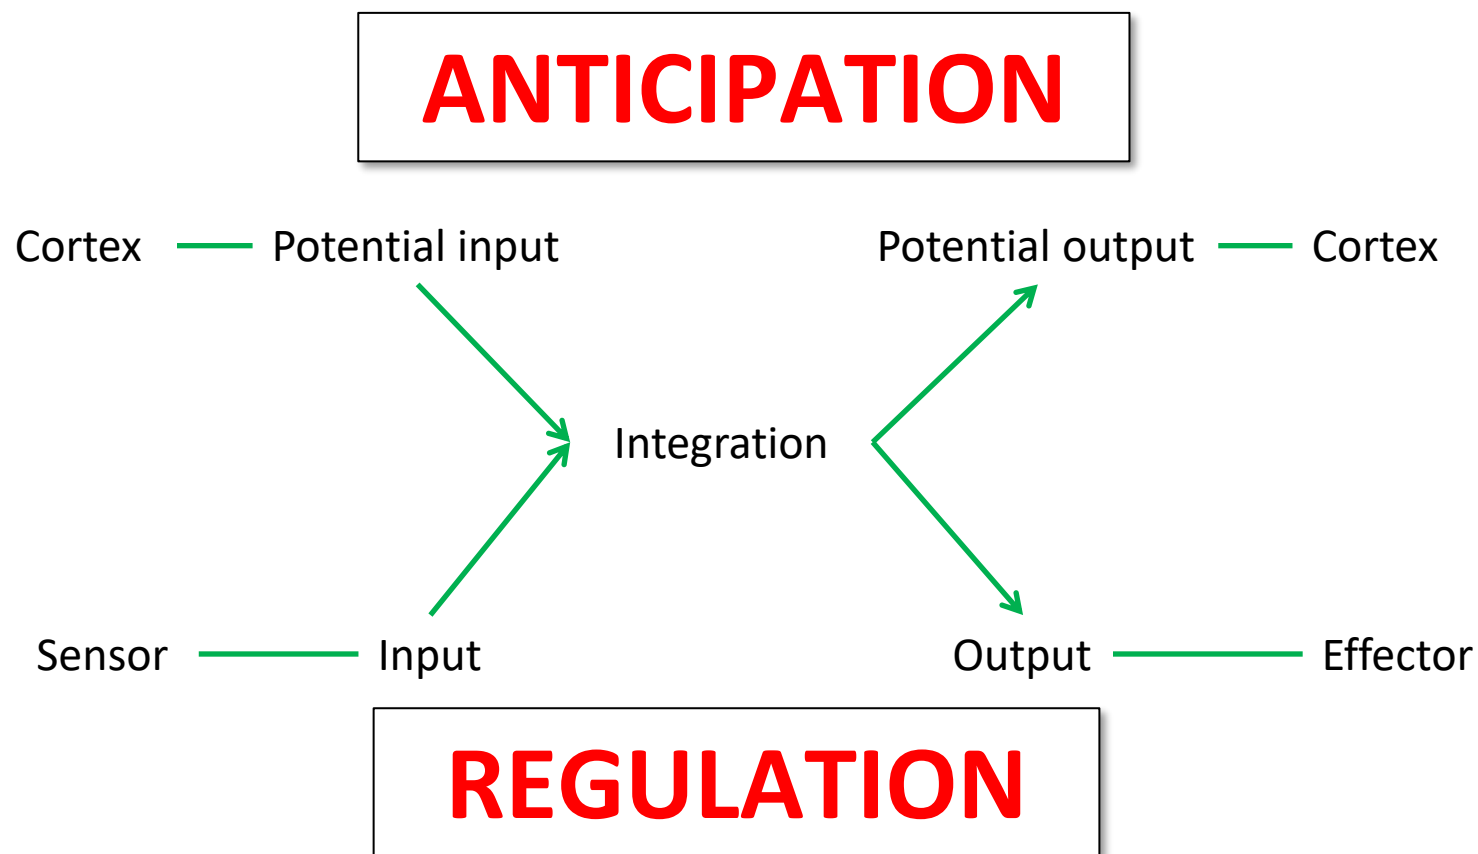 ANTICIPATION
Cortex Potential input Potential output Cortex
Integration
Sensor Input Output Effector
REGULATION